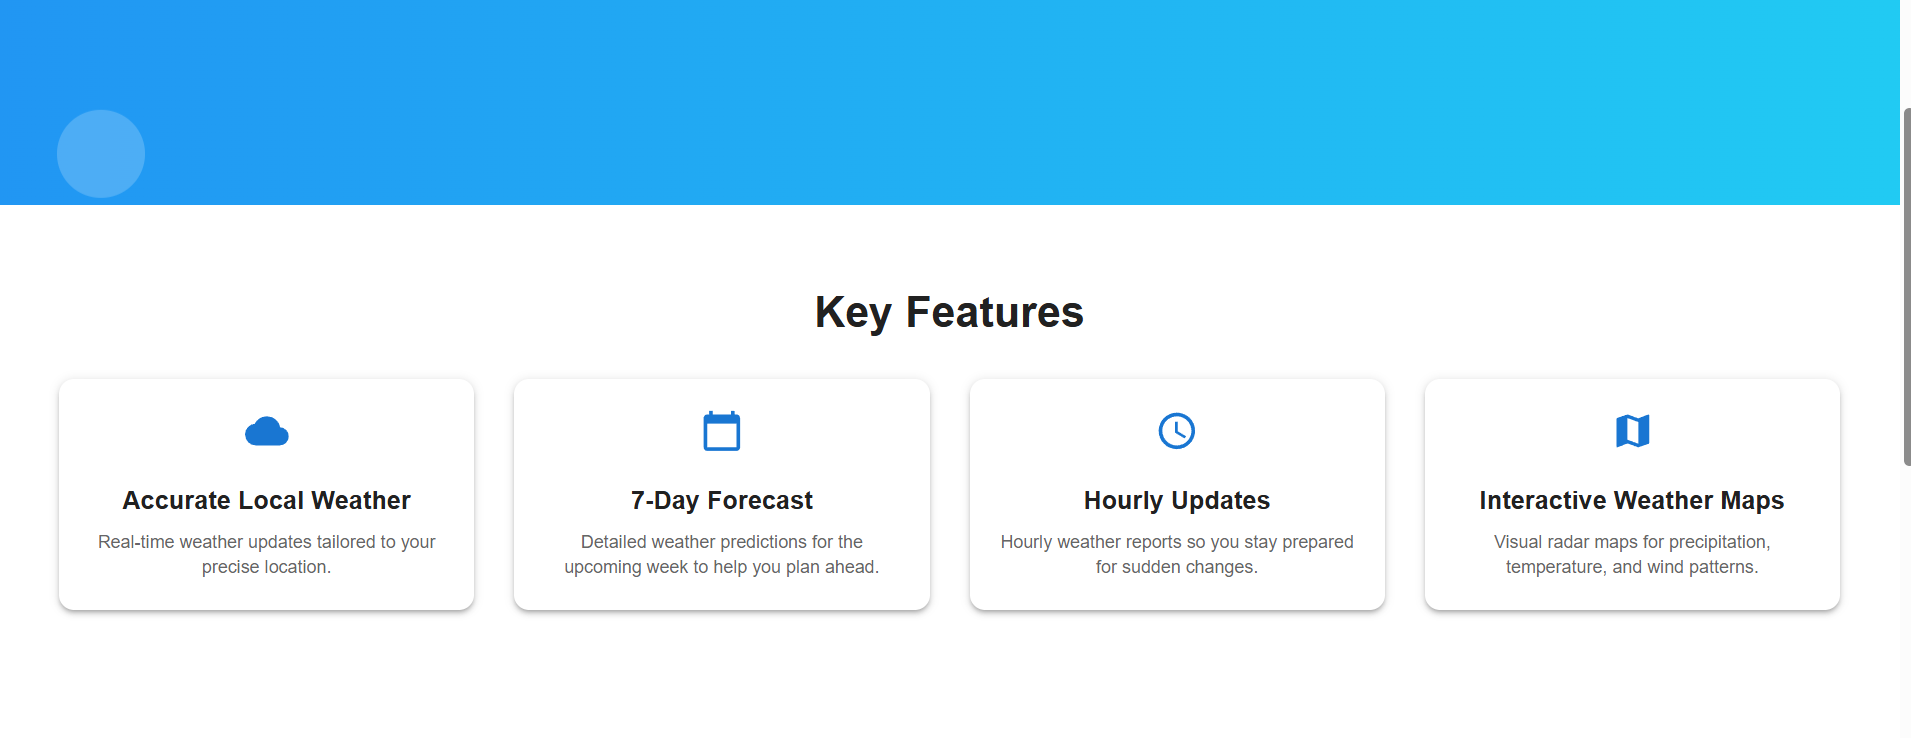 Key Features
Accurate Local Weather
Real-time weather updates tailored to your
precise location.
7-Day Forecast
Detailed weather predictions for the
upcoming week to help you plan ahead.
Hourly Updates
Hourly weather reports so you stay prepared
for sudden changes.
Interactive Weather Maps
Visual radar maps for precipitation,
temperature, and wind patterns.